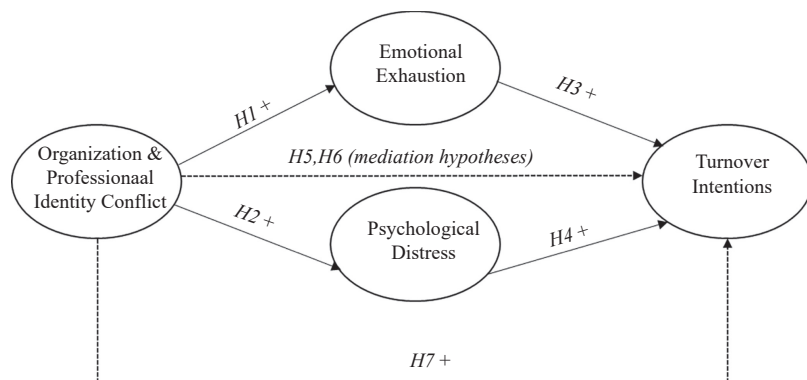 Emotional
Exhaustion
H1 +
H3 +
Organization &
Professionaal
Identity Conflict
H5,H6 (mediation hypotheses)
Turnover
Intentions
H2 +
Psychological
Distress
H4 +
H7 +